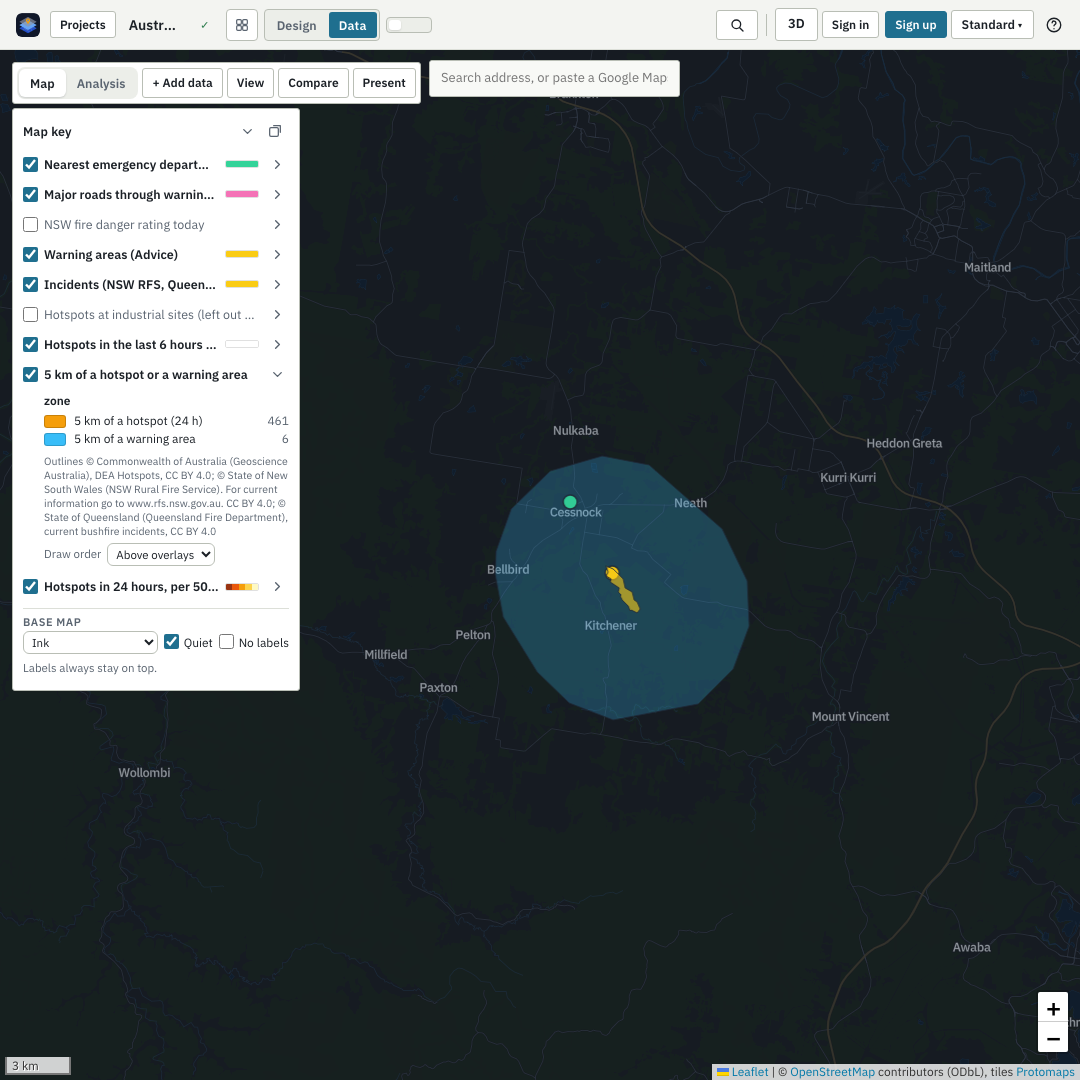 Projects
Austr...
✓
Design
Data
3D
Sign in
Sign up
Standard
Map
Analysis
+ Add data
View
Compare
Present
Search address, or paste a Google Map
Map key
Nearest emergency depart...
Major roads through warnin...
NSW fire danger rating today
Warning areas (Advice)
Incidents (NSW RFS, Queen...
Hotspots at industrial sites (left out ...
Hotspots in the last 6 hours ...
5 km of a hotspot or a warning area
zone
5 km of a hotspot (24 h) 461
5 km of a warning area 6
Outlines © Commonwealth of Australia (Geoscience
Australia), DEA Hotspots, CC BY 4.0; © State of New
South Wales (NSW Rural Fire Service). For current
information go to www.rfs.nsw.gov.au. CC BY 4.0; ©
State of Queensland (Queensland Fire Department),
current bushfire incidents, CC BY 4.0
Draw order Above overlays
Hotspots in 24 hours, per 50...
BASE MAP
Ink
Quiet
No labels
Labels always stay on top.
Maitland
Nulkaba
Heddon Greta
Kurri Kurri
Neath
Cessnock
Bellbird
Kitchener
Pelton
Millfield
Paxton
Mount Vincent
Wollombi
Awaba
+
−
3 km
Leaflet | © OpenStreetMap contributors (ODbL), tiles Protomaps